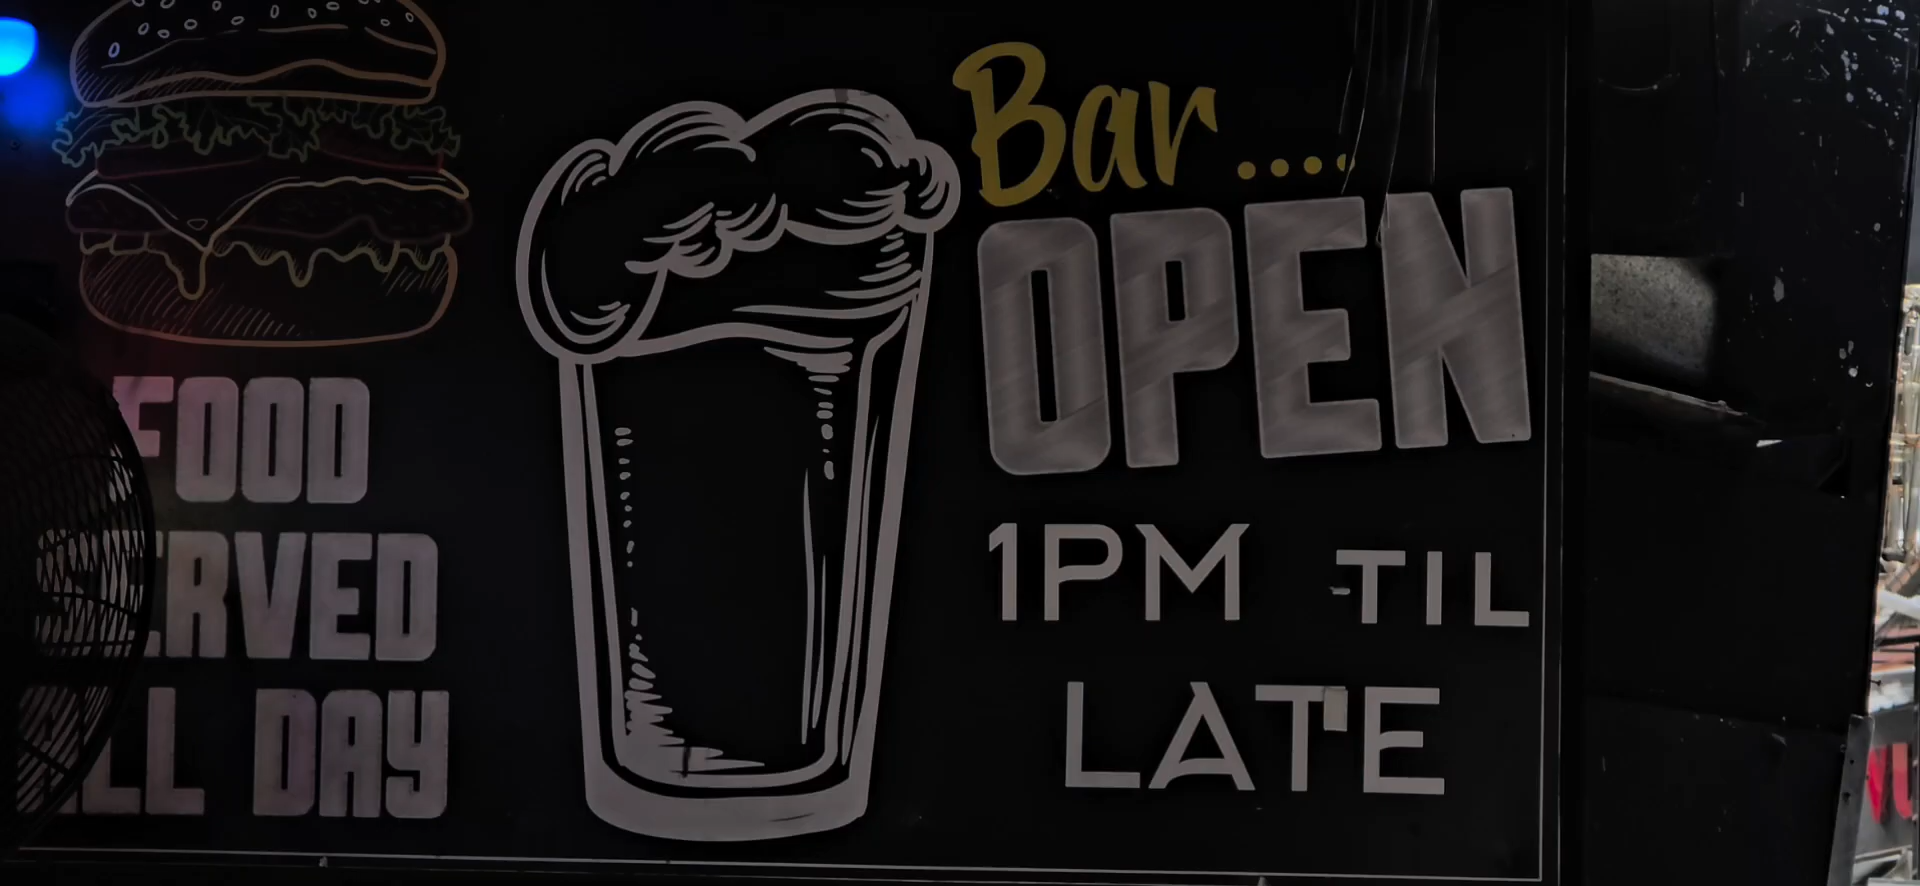 FOOD
SERVED
ALL DAY
Bar....
OPEN
1PM -TIL
LATE